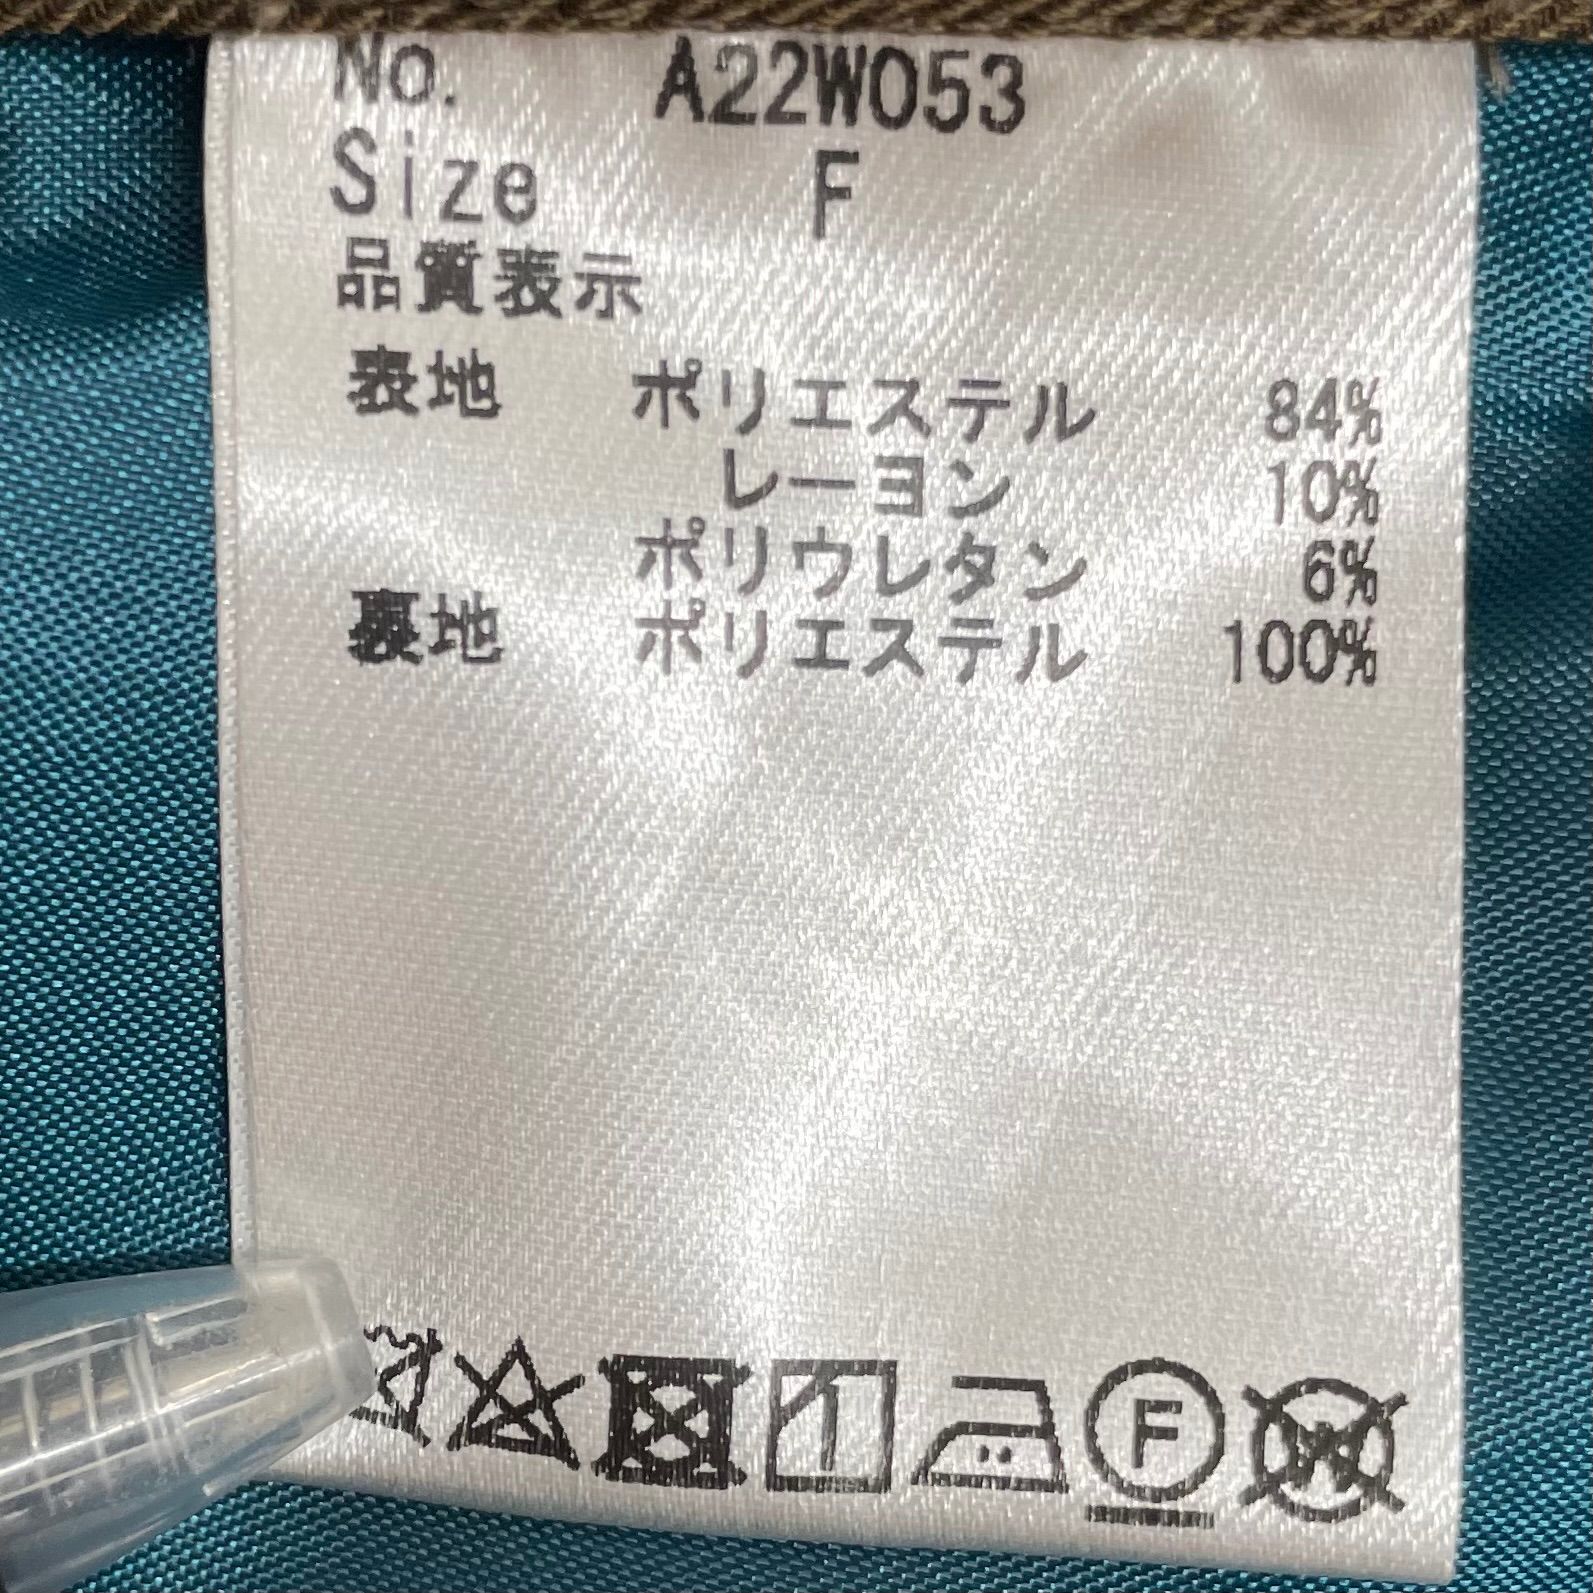 No. A22W053
Size F
品質表示
表地 ポリエステル 84%
レーヨン 10%
ポリウレタン 6%
裏地 ポリエステル 100%
F W